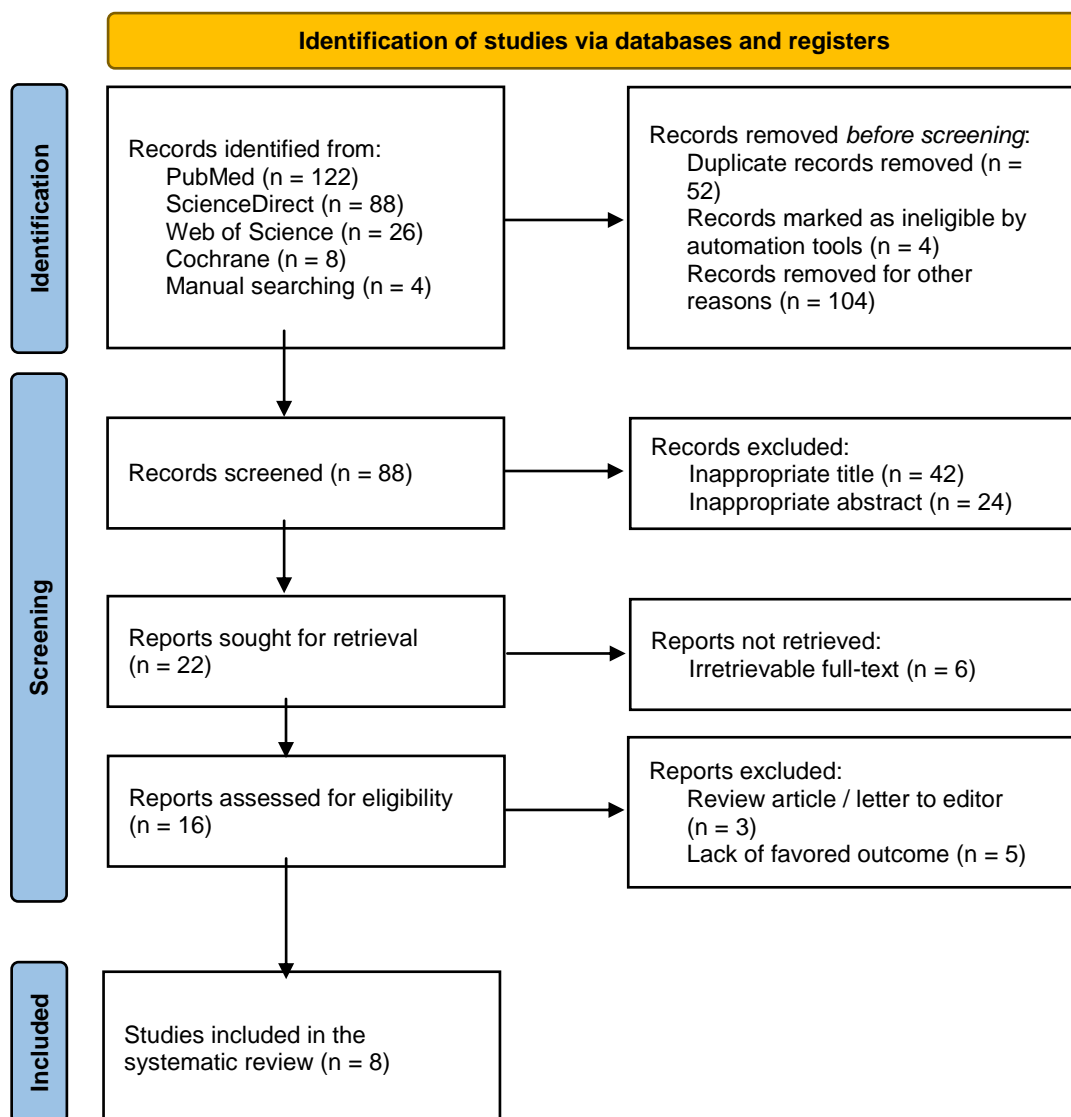 Identification of studies via databases and registers
Identification
Records identified from:
PubMed (n = 122)
ScienceDirect (n = 88)
Web of Science (n = 26)
Cochrane (n = 8)
Manual searching (n = 4)
Records removed before screening:
Duplicate records removed (n =
52)
Records marked as ineligible by
automation tools (n = 4)
Records removed for other
reasons (n = 104)
Screening
Records screened (n = 88)
Records excluded:
Inappropriate title (n = 42)
Inappropriate abstract (n = 24)
Reports sought for retrieval
(n = 22)
Reports not retrieved:
Irretrievable full-text (n = 6)
Reports assessed for eligibility
(n = 16)
Reports excluded:
Review article / letter to editor
(n = 3)
Lack of favored outcome (n = 5)
Included
Studies included in the
systematic review (n = 8)